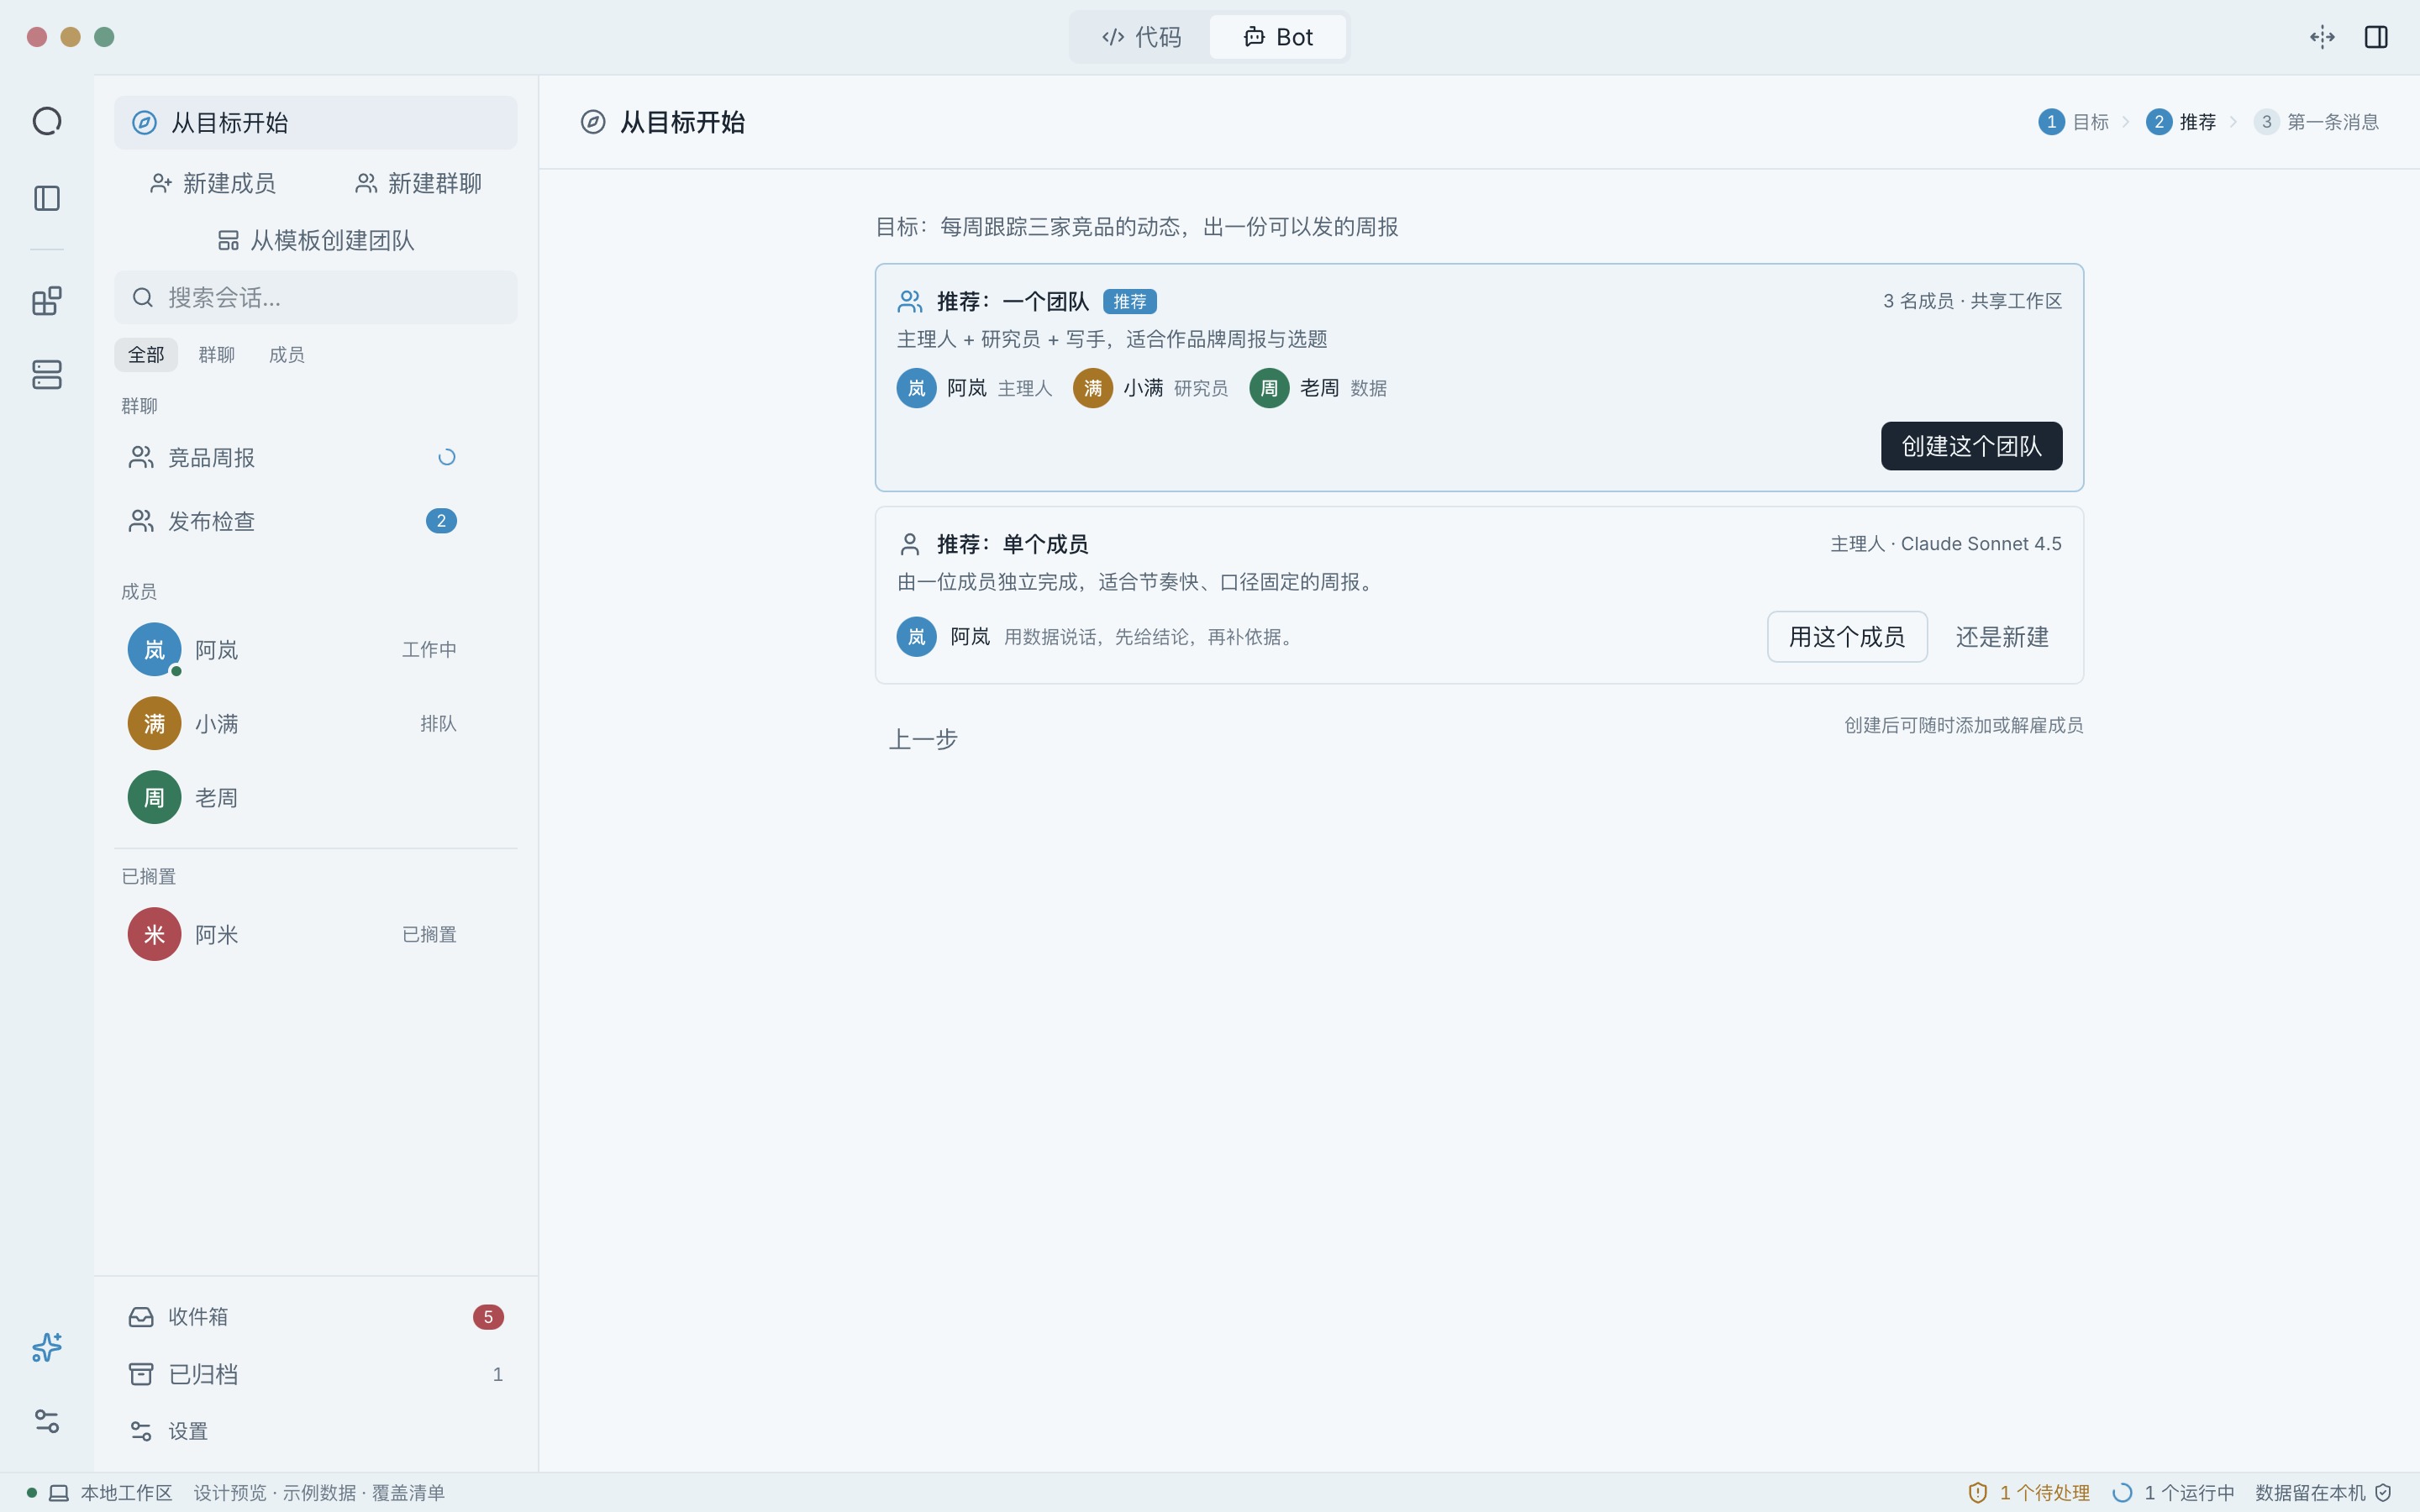 代码
Bot
从目标开始
新建成员
新建群聊
从模板创建团队
搜索会话...
全部
群聊
成员
群聊
竞品周报
发布检查
2
成员
岚
阿岚
工作中
满
小满
排队
周
老周
已搁置
米
阿米
已搁置
收件箱
5
已归档
1
设置
从目标开始
1 目标
2 推荐
3 第一条消息
目标：每周跟踪三家竞品的动态，出一份可以发的周报
推荐：一个团队
推荐
3 名成员 · 共享工作区
主理人 + 研究员 + 写手，适合作品牌周报与选题
岚 阿岚 主理人
满 小满 研究员
周 老周 数据
创建这个团队
推荐：单个成员
主理人 · Claude Sonnet 4.5
由一位成员独立完成，适合节奏快、口径固定的周报。
岚 阿岚 用数据说话，先给结论，再补依据。
用这个成员
还是新建
上一步
创建后可随时添加或解雇成员
本地工作区
设计预览 · 示例数据 · 覆盖清单
1 个待处理
1 个运行中
数据留在本机